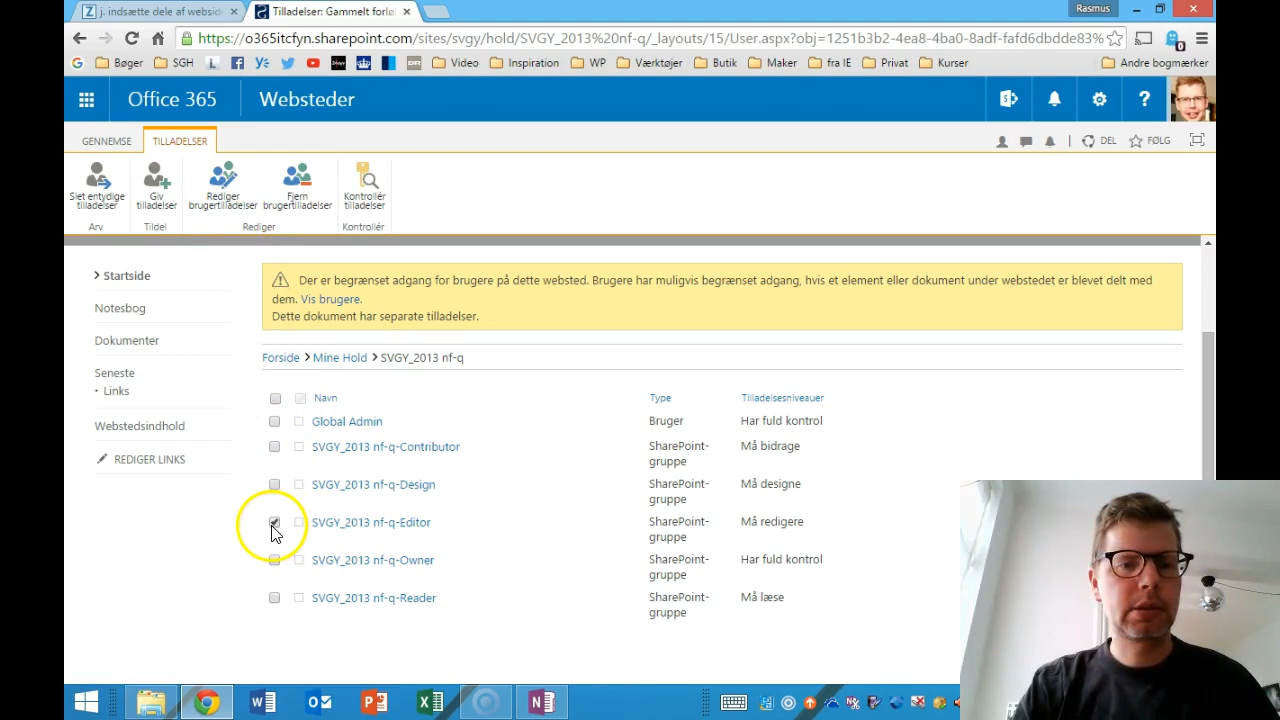 j. indsætte dele af webside
Tilladelser: Gammelt forlø
Rasmus
https://o365itcfyn.sharepoint.com/sites/svgy/hold/SVGY_2013%20nf-q/_layouts/15/User.aspx?obj=1251b3b2-4ea8-4ba0-8adf-fafd6dbdde83%
0
Bøger
SGH
Video
Inspiration
WP
Værktøjer
Butik
Maker
fra IE
Privat
Kurser
Andre bogmærker
Office 365
Websteder
GENNEMSE
TILLADELSER
DEL
FØLG
Slet entydige
tilladelser
Giv
tilladelser
Rediger
brugertilladelser
Fjern
brugertilladelser
Kontrollér
tilladelser
Arv
Tildel
Rediger
Kontrollér
Startside
Notesbog
Dokumenter
Seneste
Links
Webstedsindhold
REDIGER LINKS
Der er begrænset adgang for brugere på dette websted. Brugere har muligvis begrænset adgang, hvis et element eller dokument under webstedet er blevet delt med
dem. Vis brugere.
Dette dokument har separate tilladelser.
Forside > Mine Hold > SVGY_2013 nf-q
Navn Type Tilladelsesniveauer
Global Admin Bruger Har fuld kontrol
SVGY_2013 nf-q-Contributor SharePoint- Må bidrage
gruppe
SVGY_2013 nf-q-Design SharePoint- Må designe
gruppe
SVGY_2013 nf-q-Editor SharePoint- Må redigere
gruppe
SVGY_2013 nf-q-Owner SharePoint- Har fuld kontrol
gruppe
SVGY_2013 nf-q-Reader SharePoint- Må læse
gruppe